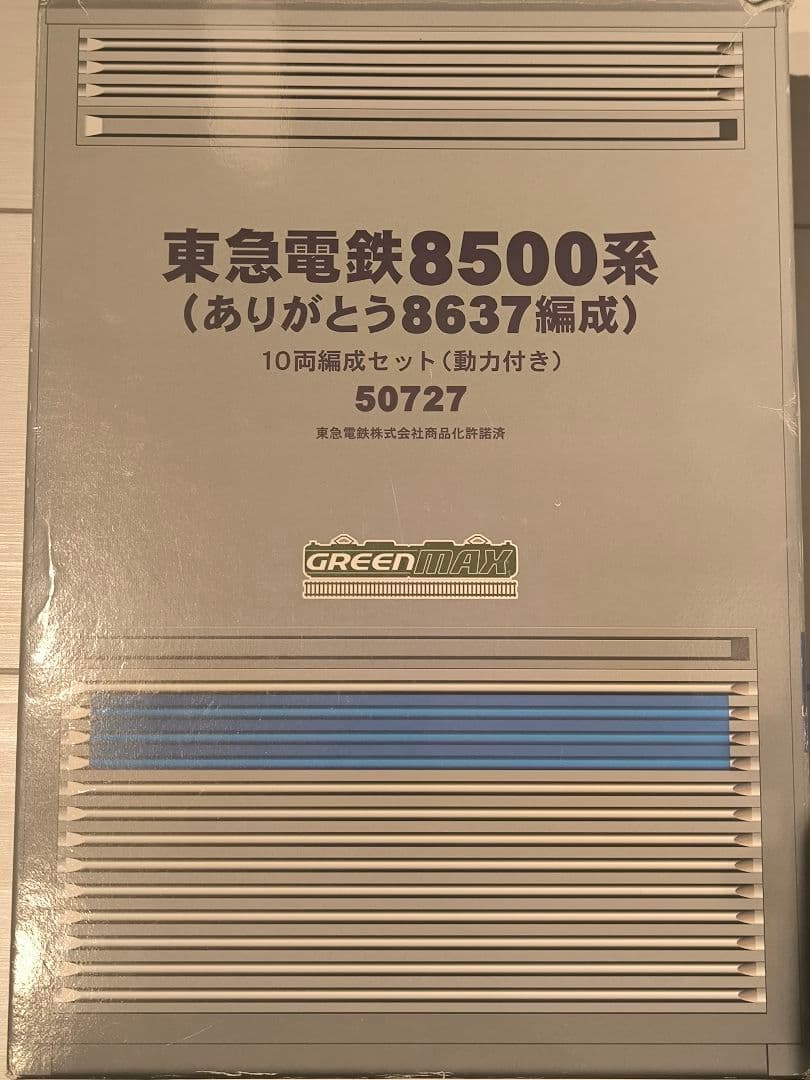 東急電鉄8500系
(ありがとう8637編成)
10両編成セット(動力付き)
50727
東急電鉄株式会社商品化許諾済
GREENMAX